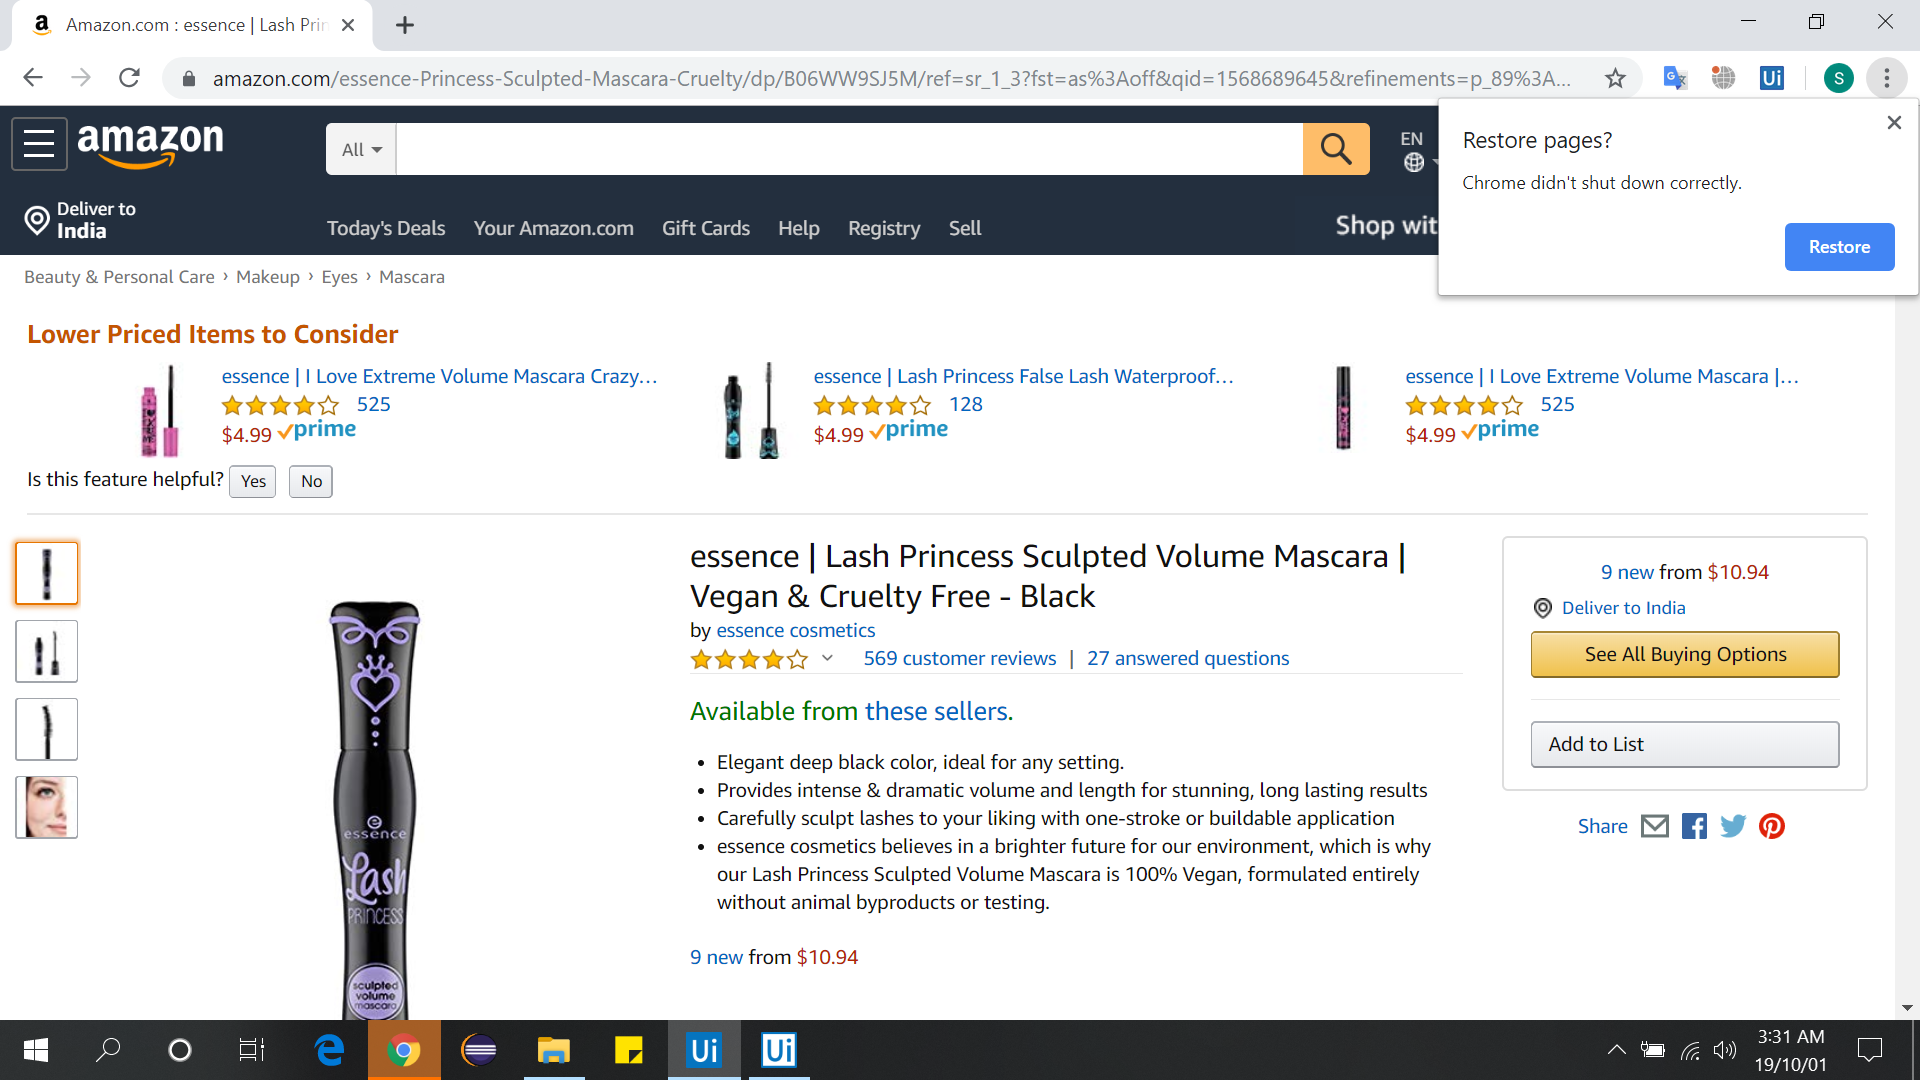 Amazon.com : essence | Lash Prin
amazon.com/essence-Princess-Sculpted-Mascara-Cruelty/dp/B06WW9SJ5M/ref=sr_1_3?fst=as%3Aoff&qid=1568689645&refinements=p_89%3A...
Ui
S
amazon
All
EN
Restore pages?
Chrome didn't shut down correctly.
Restore
Deliver to
India
Today's Deals
Your Amazon.com
Gift Cards
Help
Registry
Sell
Shop wit
Beauty & Personal Care › Makeup › Eyes › Mascara
Lower Priced Items to Consider
essence | I Love Extreme Volume Mascara Crazy…
525
$4.99 prime
essence | Lash Princess False Lash Waterproof…
128
$4.99 prime
essence | I Love Extreme Volume Mascara |…
525
$4.99 prime
Is this feature helpful? Yes No
essence | Lash Princess Sculpted Volume Mascara |
Vegan & Cruelty Free - Black
by essence cosmetics
569 customer reviews | 27 answered questions
Available from these sellers.
• Elegant deep black color, ideal for any setting.
• Provides intense & dramatic volume and length for stunning, long lasting results
• Carefully sculpt lashes to your liking with one-stroke or buildable application
• essence cosmetics believes in a brighter future for our environment, which is why
our Lash Princess Sculpted Volume Mascara is 100% Vegan, formulated entirely
without animal byproducts or testing.
9 new from $10.94
9 new from $10.94
Deliver to India
See All Buying Options
Add to List
Share
essence
Lash
PRINCESS
sculpted
volume
mascara
Ui
Ui
3:31 AM
19/10/01